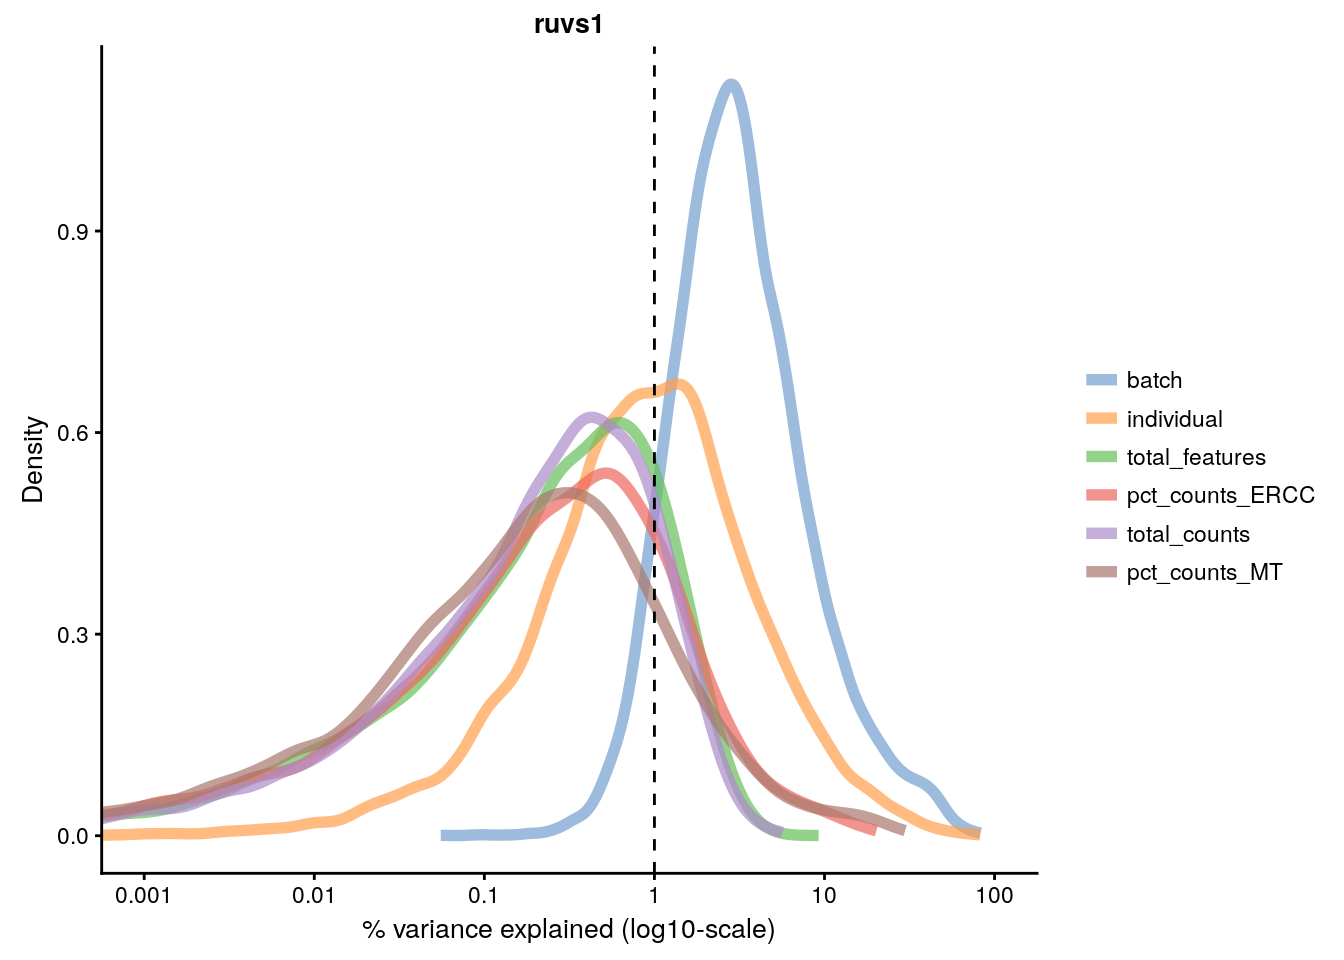 ruvs1
Density
0.9
0.6
0.3
0.0
0.001
0.01
0.1
1
10
100
% variance explained (log10-scale)
batch
individual
total_features
pct_counts_ERCC
total_counts
pct_counts_MT